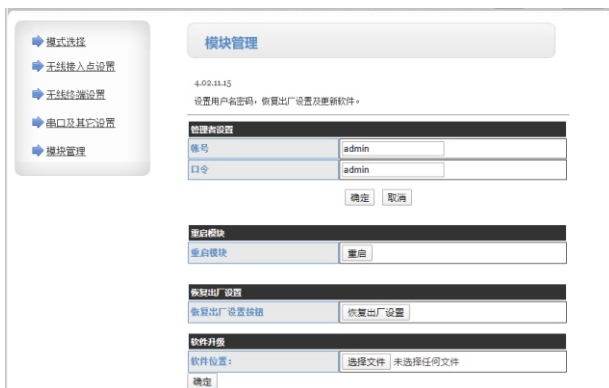 模式选择
无线接入点设置
无线终端设置
串口及其它设置
模块管理
模块管理
4.02.11.15
设置用户名密码，恢复出厂设置及更新软件。
管理者设置
帐号 admin
口令 admin
确定 取消
重启模块
重启模块 重启
恢复出厂设置
恢复出厂设置按钮 恢复出厂设置
软件升级
软件位置： 选择文件 未选择任何文件
确定